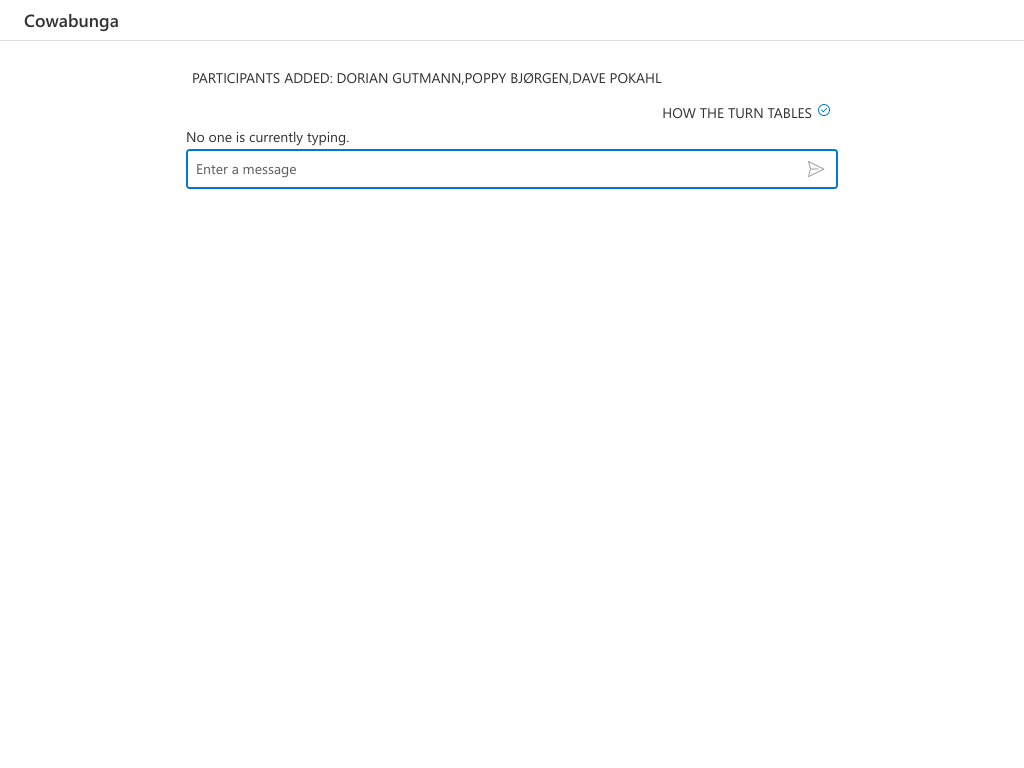 Cowabunga
PARTICIPANTS ADDED: DORIAN GUTMANN,POPPY BJØRGEN,DAVE POKAHL
HOW THE TURN TABLES
No one is currently typing.
Enter a message